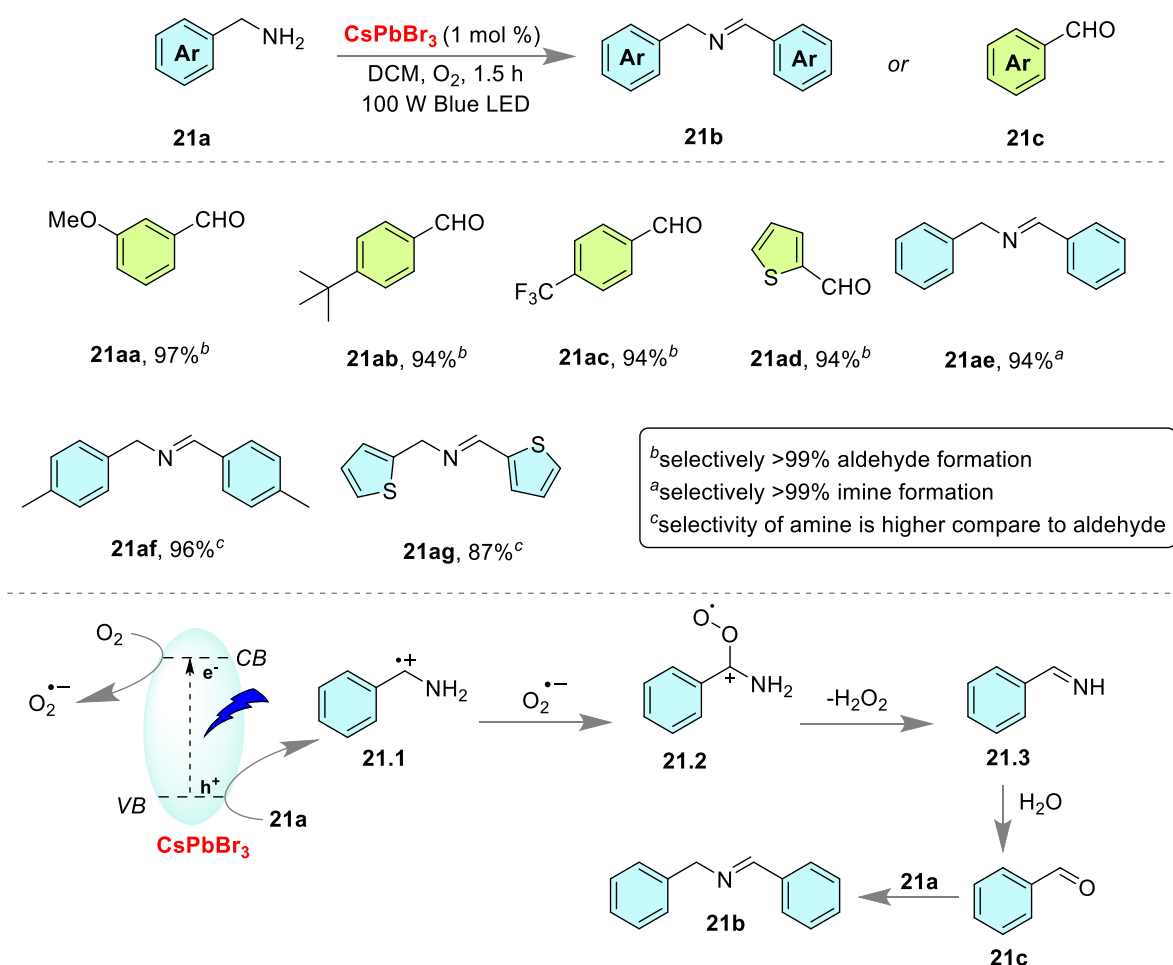 Ar
NH2
CsPbBr3 (1 mol %)
DCM, O2, 1.5 h
100 W Blue LED
Ar
N
Ar
or
CHO
Ar
21a
21b
21c
MeO
CHO
CHO
F3C
CHO
S
CHO
N
21aa, 97%b
21ab, 94%b
21ac, 94%b
21ad, 94%b
21ae, 94%a
N
S
N
S
21af, 96%c
21ag, 87%c
bselectively >99% aldehyde formation
aselectively >99% imine formation
cselectivity of amine is higher compare to aldehyde
O2
O2•−
CB
e-
h+
VB
CsPbBr3
21a
•+
NH2
21.1
O2•−
O•
O
+
NH2
21.2
-H2O2
NH
21.3
H2O
O
21c
21a
N
21b